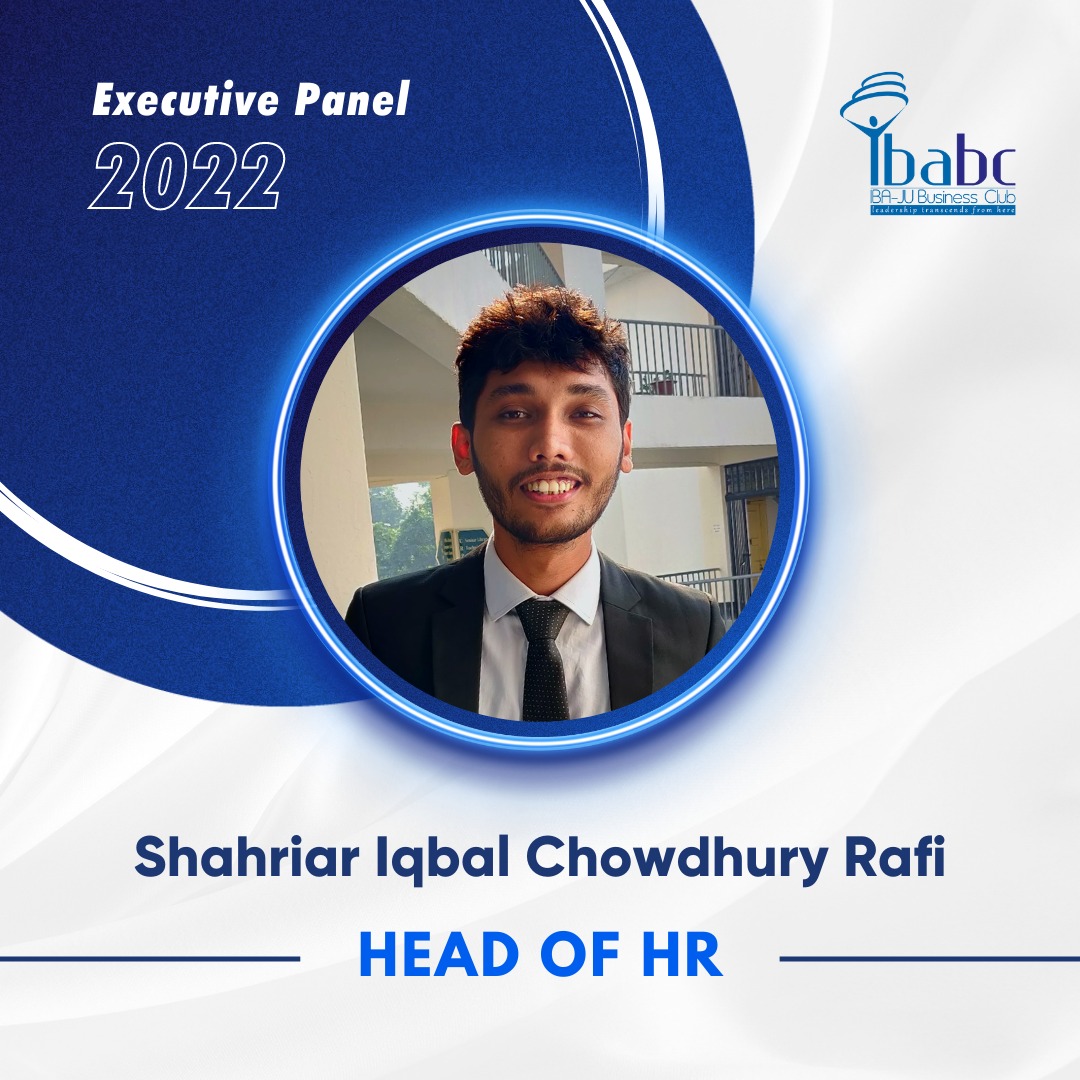 Executive Panel
2022
ibabc
IBA-JU Business Club
leadership transcends from here
Shahriar Iqbal Chowdhury Rafi
HEAD OF HR